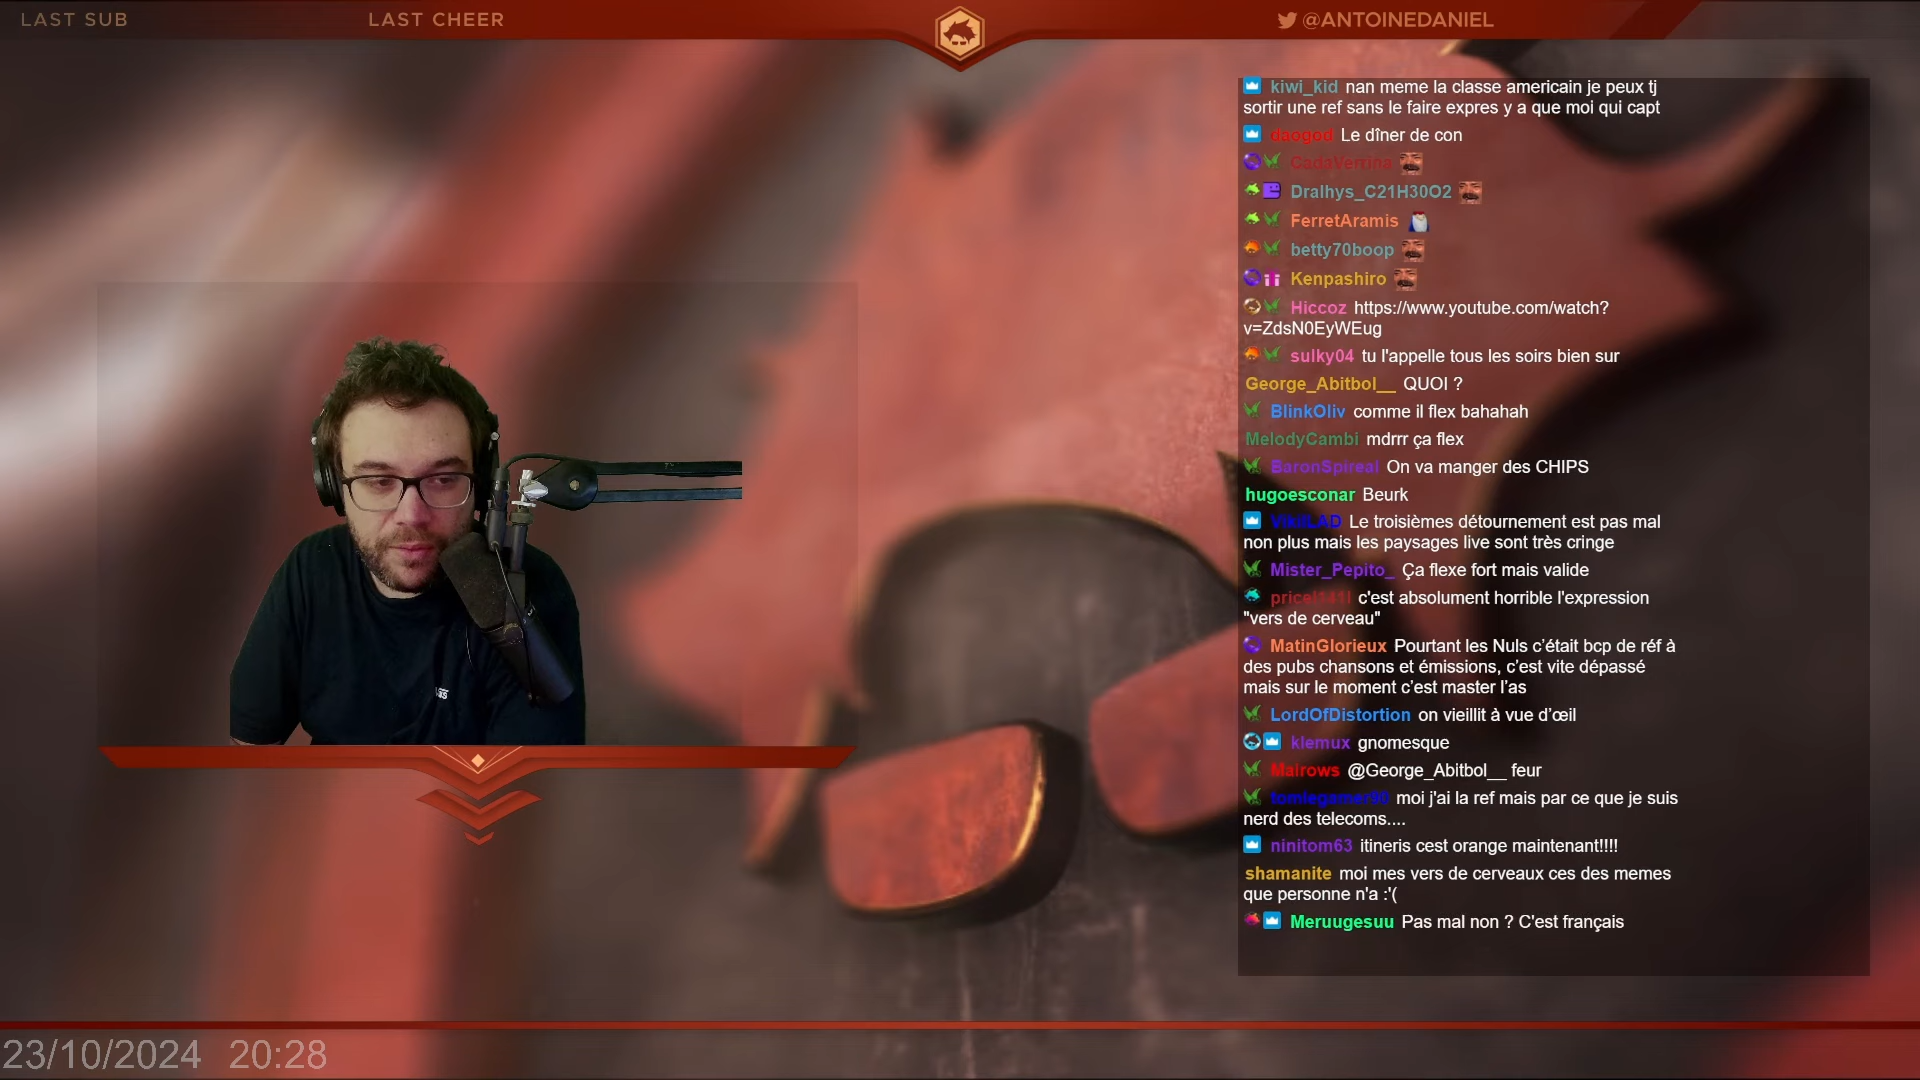 LAST SUB
LAST CHEER
@ANTOINEDANIEL
kiwi_kid nan meme la classe americain je peux tj
sortir une ref sans le faire expres y a que moi qui capt
daogod Le dîner de con
CadaVerrina
Dralhys_C21H30O2
FerretAramis
betty70boop
Kenpashiro
Hiccoz https://www.youtube.com/watch?
v=ZdsN0EyWEug
sulky04 tu l'appelle tous les soirs bien sur
George_Abitbol__ QUOI ?
BlinkOliv comme il flex bahahah
MelodyCambi mdrrr ça flex
BaronSpireal On va manger des CHIPS
hugoesconar Beurk
Le troisièmes détournement est pas mal
non plus mais les paysages live sont très cringe
Mister_Pepito_ Ça flexe fort mais valide
c'est absolument horrible l'expression
"vers de cerveau"
MatinGlorieux Pourtant les Nuls c’était bcp de réf à
des pubs chansons et émissions, c’est vite dépassé
mais sur le moment c’est master l’as
LordOfDistortion on vieillit à vue d’œil
klemux gnomesque
Malrows @George_Abitbol__ feur
moi j'ai la ref mais par ce que je suis
nerd des telecoms....
ninitom63 itineris cest orange maintenant!!!!
shamanite moi mes vers de cerveaux ces des memes
que personne n'a :'(
Meruugesuu Pas mal non ? C'est français
23/10/2024 20:28